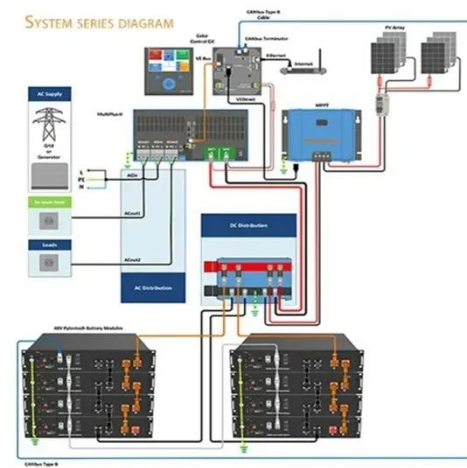 SYSTEM SERIES DIAGRAM
CANbus Type B
Cable
Color
Control GX
CANbus Terminator
PV Array
VE Bus
Ethernet
Internet
AC Supply
VE.Direct
MPPT
MultiPlus-II
Grid
or
Generator
L
PE
N
ACin
ACout1
Loads
ACout2
DC Distribution
AC Distribution
48V Pylontech Battery Modules
CANbus Type B